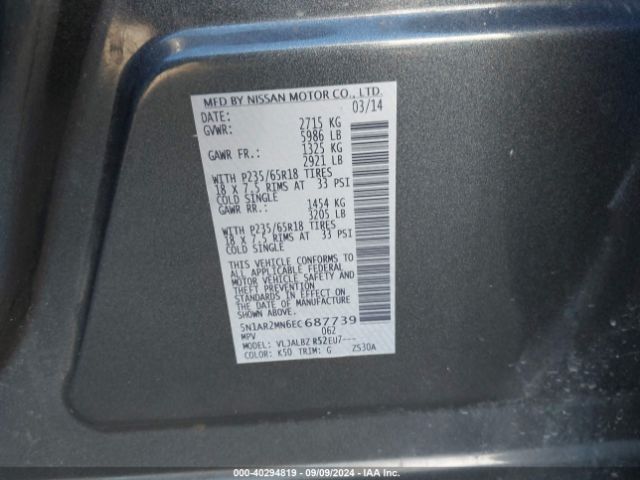 MFD BY NISSAN MOTOR CO., LTD.
DATE: 03/14
GVWR: 2715 KG
5986 LB
GAWR FR.: 1325 KG
2921 LB
WITH P235/65R18 TIRES
18 X 7.5 RIMS AT 33 PSI
COLD SINGLE
GAWR RR.: 1454 KG
3205 LB
WITH P235/65R18 TIRES
18 X 7.5 RIMS AT 33 PSI
COLD SINGLE
THIS VEHICLE CONFORMS TO
ALL APPLICABLE FEDERAL
MOTOR VEHICLE SAFETY AND
THEFT PREVENTION
STANDARDS IN EFFECT ON
THE DATE OF MANUFACTURE
SHOWN ABOVE.
5N1AR2MN6EC687739
MPV 062
MODEL: VLJALBZ R52EU7---
COLOR: K50 TRIM: G ZS30A
000-40294819 - 09/09/2024 - IAA Inc.